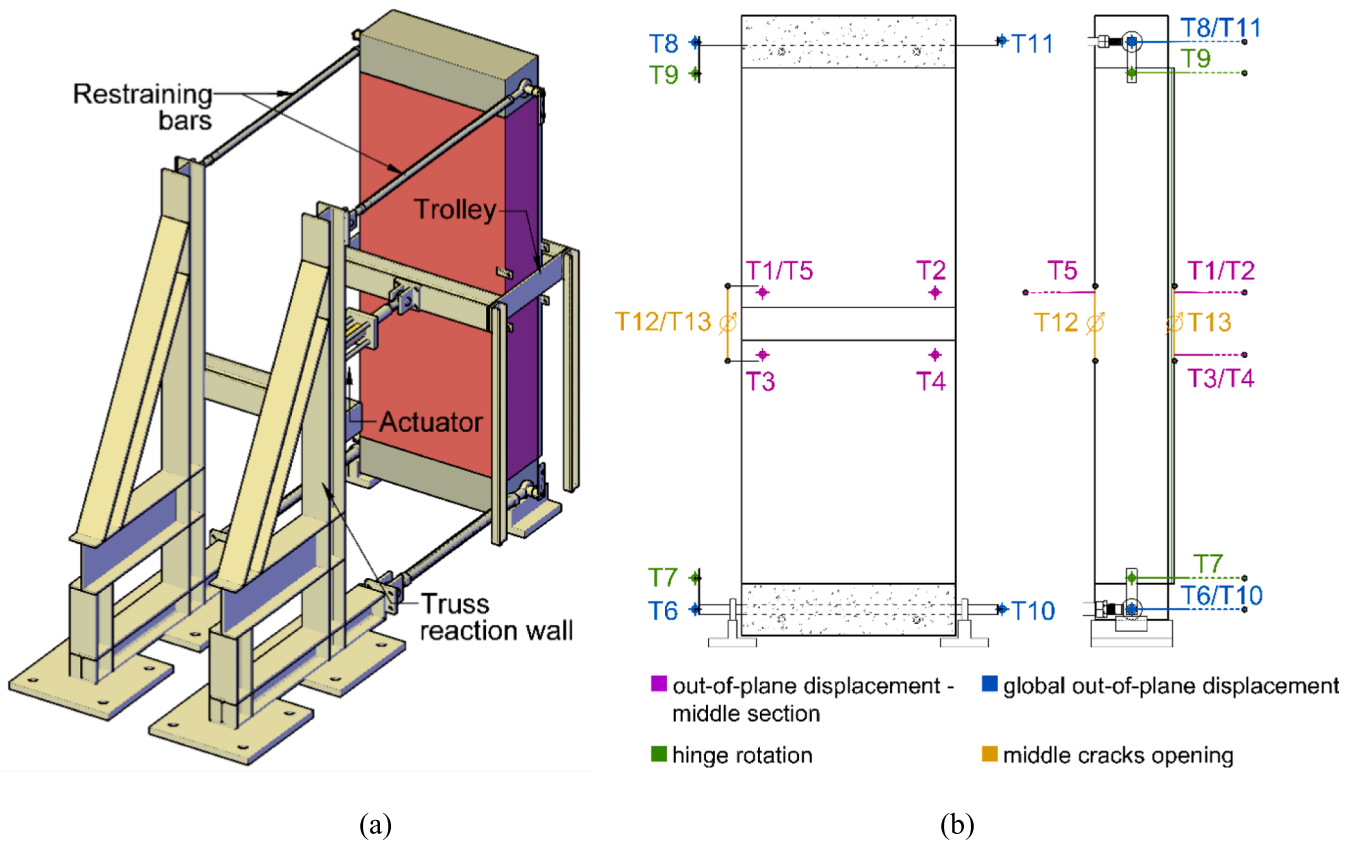 Restraining
bars
Trolley
Actuator
Truss
reaction wall
T8
T11
T9
T1/T5
T2
T12/T13
T3
T4
T7
T6
T10
T8/T11
T9
T5
T1/T2
T12
T13
T3/T4
T7
T6/T10
out-of-plane displacement -
middle section
global out-of-plane displacement
hinge rotation
middle cracks opening
(a)
(b)